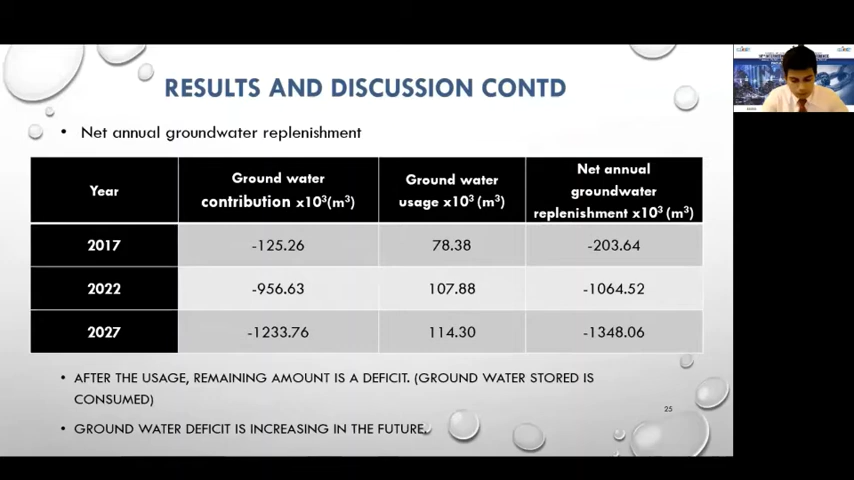 RESULTS AND DISCUSSION CONTD
• Net annual groundwater replenishment
Year
Ground water
contribution x10³(m³)
Ground water
usage x10³ (m³)
Net annual
groundwater
replenishment x10³ (m³)
2017 -125.26 78.38 -203.64
2022 -956.63 107.88 -1064.52
2027 -1233.76 114.30 -1348.06
• AFTER THE USAGE, REMAINING AMOUNT IS A DEFICIT. (GROUND WATER STORED IS
CONSUMED)
• GROUND WATER DEFICIT IS INCREASING IN THE FUTURE.
25